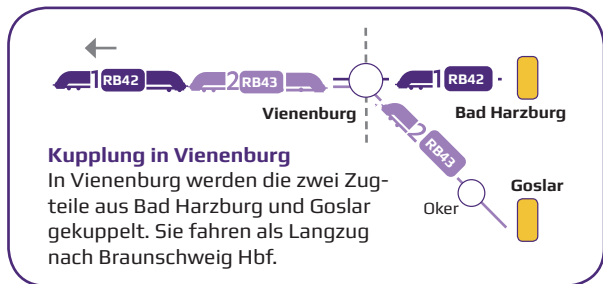 1 RB42
2 RB43
1 RB42
Vienenburg
Bad Harzburg
2 RB43
Kupplung in Vienenburg
In Vienenburg werden die zwei Zug-
teile aus Bad Harzburg und Goslar
gekuppelt. Sie fahren als Langzug
nach Braunschweig Hbf.
Oker
Goslar